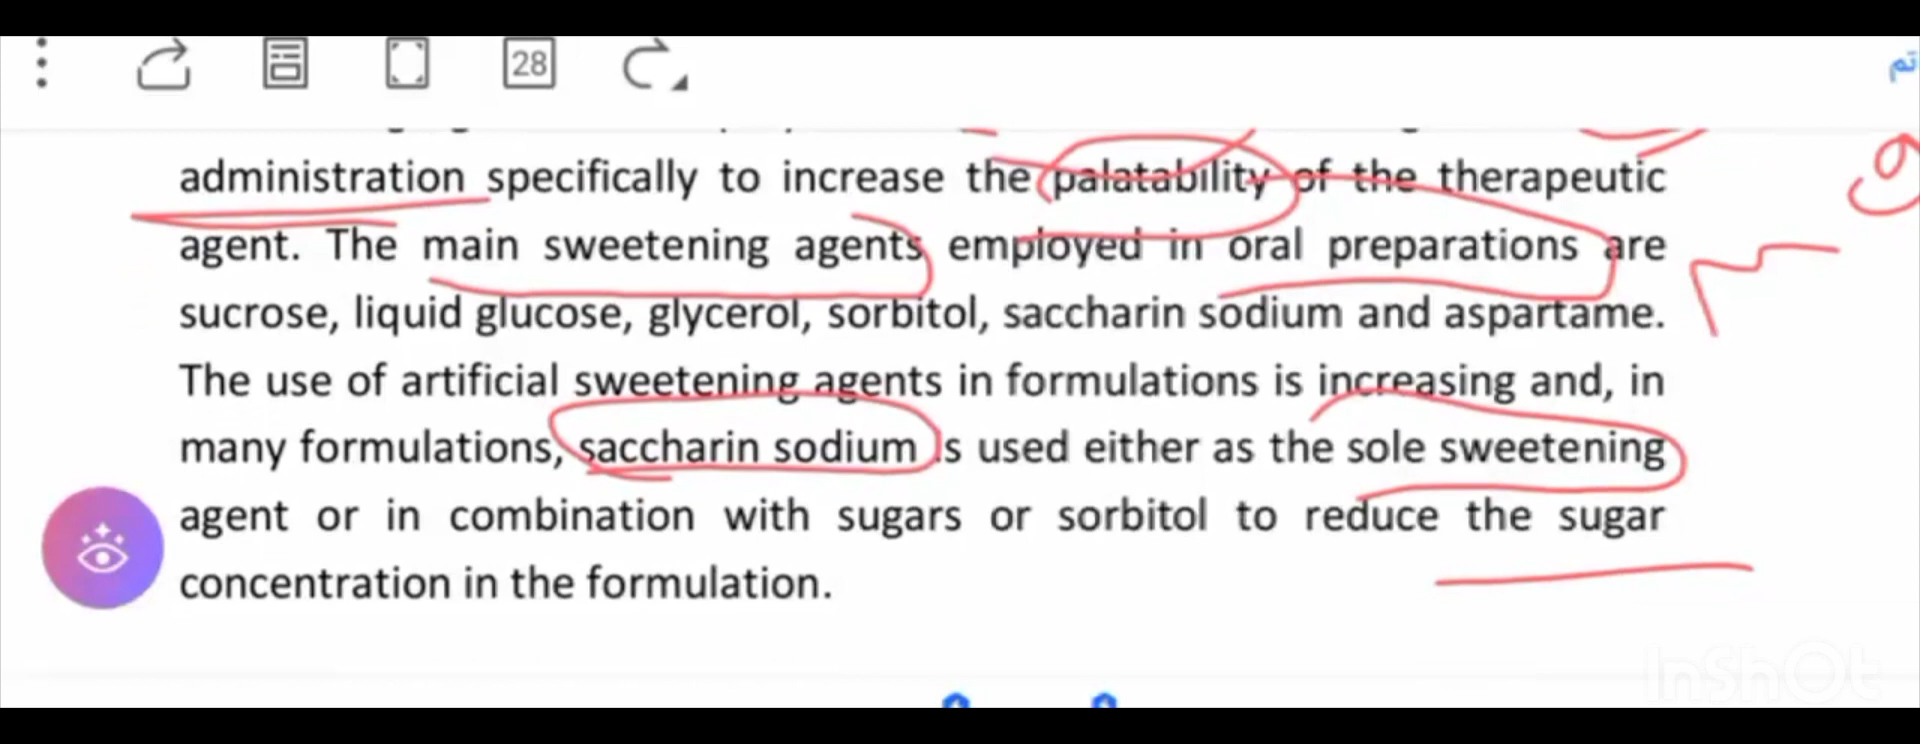 28
تم
administration specifically to increase the palatability of the therapeutic
agent. The main sweetening agents employed in oral preparations are
sucrose, liquid glucose, glycerol, sorbitol, saccharin sodium and aspartame.
The use of artificial sweetening agents in formulations is increasing and, in
many formulations, saccharin sodium is used either as the sole sweetening
agent or in combination with sugars or sorbitol to reduce the sugar
concentration in the formulation.
InShOt